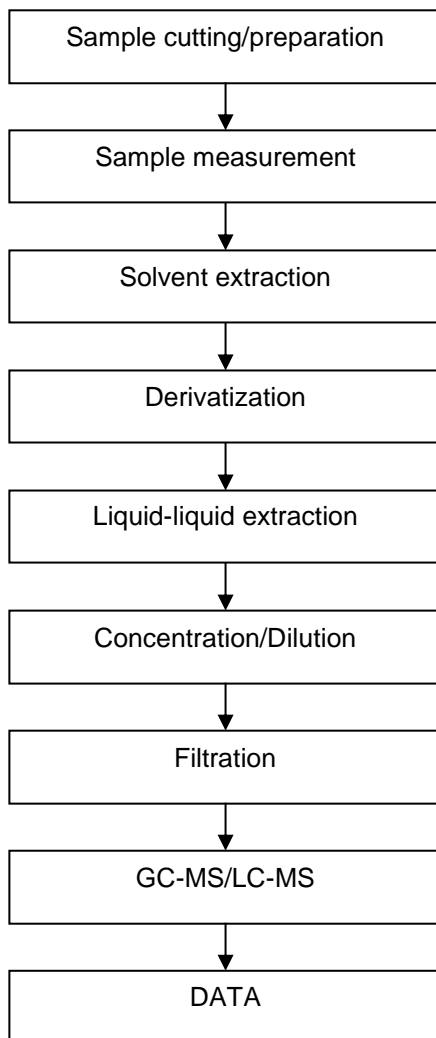 Sample cutting/preparation
Sample measurement
Solvent extraction
Derivatization
Liquid-liquid extraction
Concentration/Dilution
Filtration
GC-MS/LC-MS
DATA